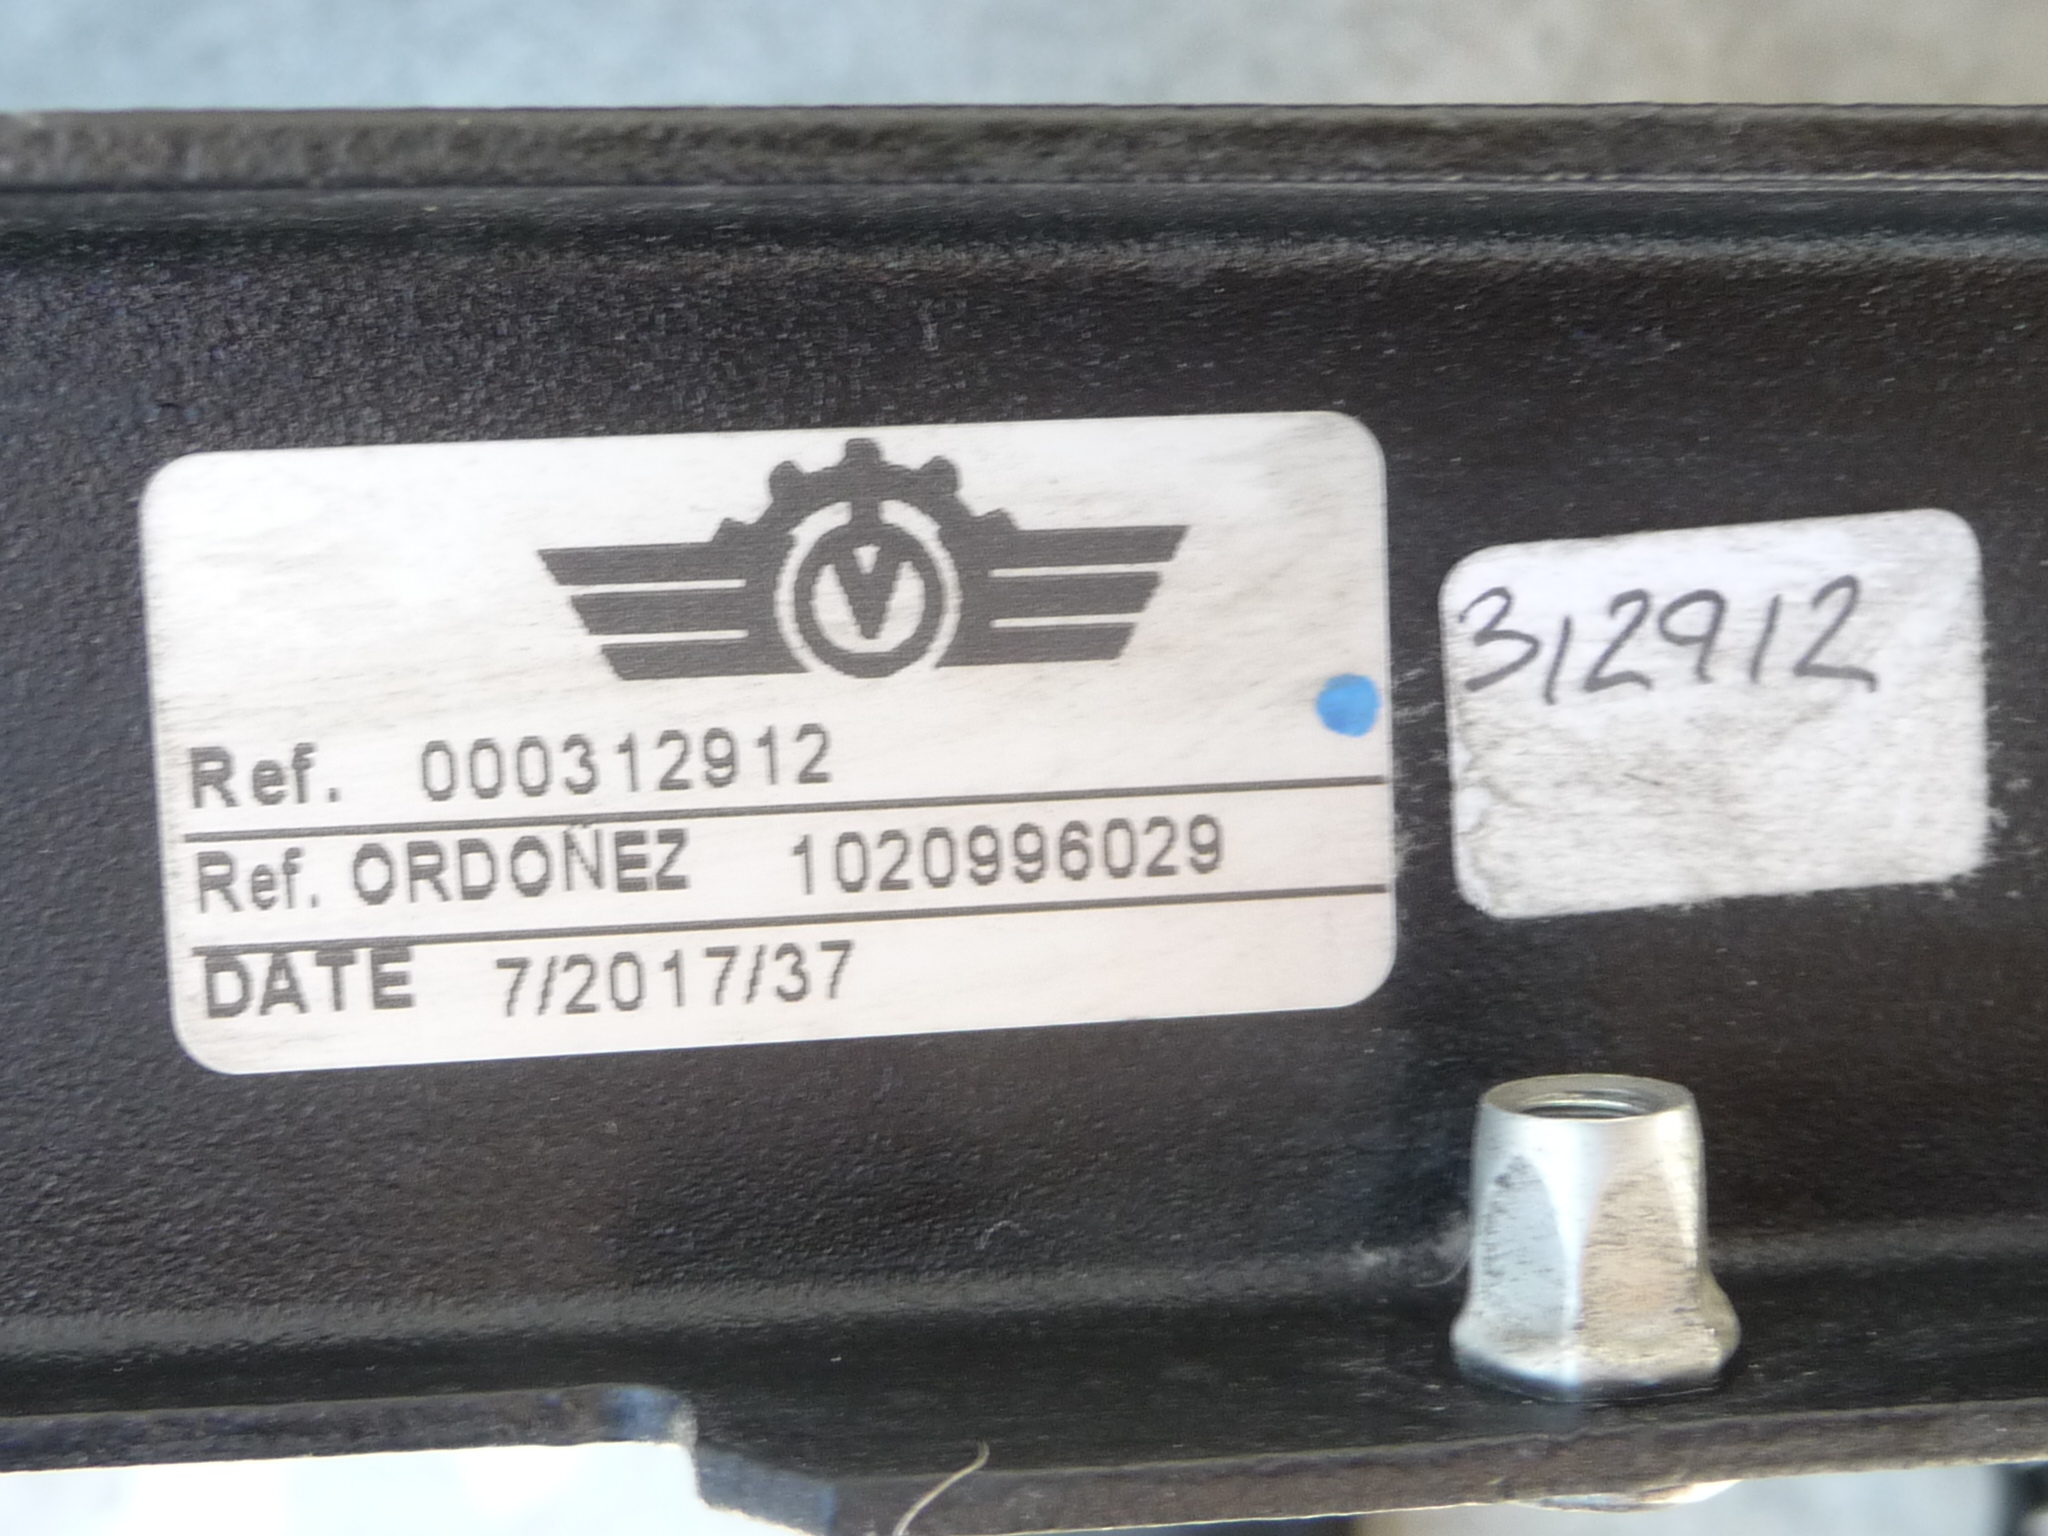 V
Ref. 000312912
Ref. ORDOÑEZ 1020996029
DATE 7/2017/37
312912